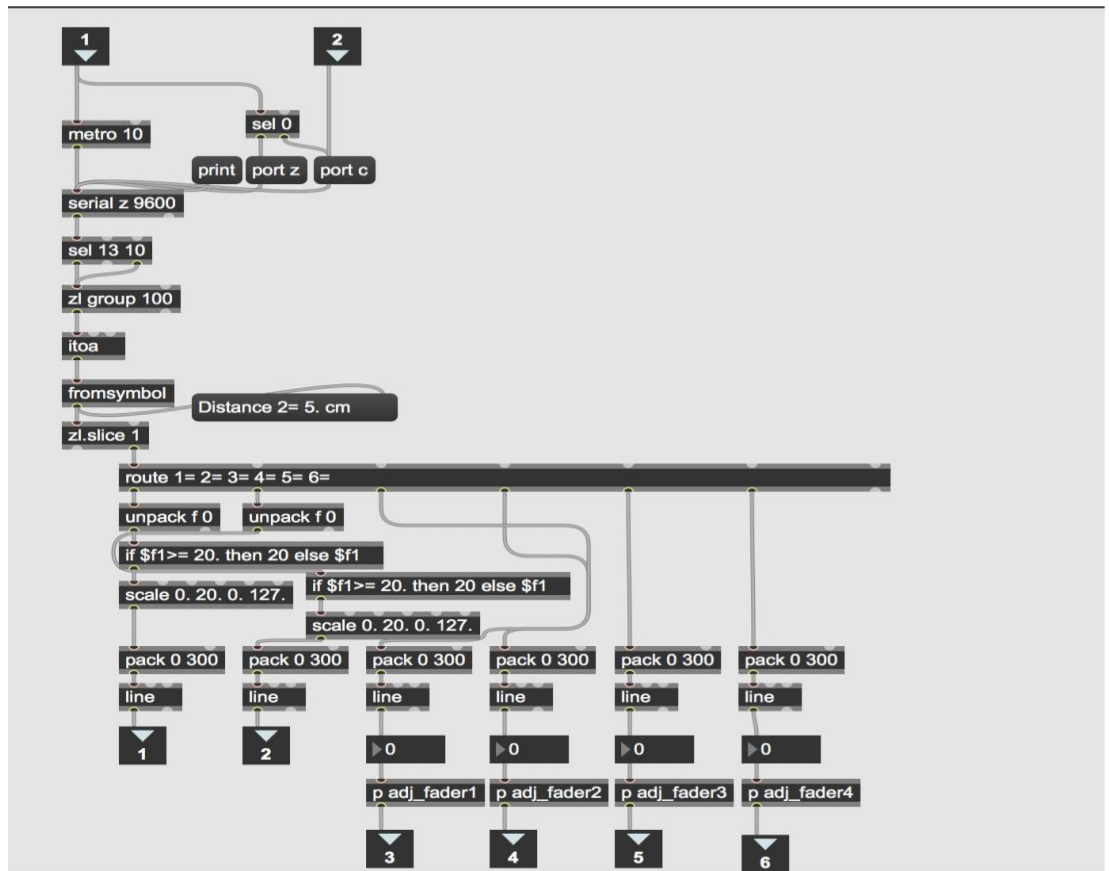 1
2
sel 0
metro 10
print
port z
port c
serial z 9600
sel 13 10
zl group 100
itoa
fromsymbol
Distance 2= 5. cm
zl.slice 1
route 1= 2= 3= 4= 5= 6=
unpack f 0
unpack f 0
if $f1>= 20. then 20 else $f1
if $f1>= 20. then 20 else $f1
scale 0. 20. 0. 127.
scale 0. 20. 0. 127.
pack 0 300
pack 0 300
pack 0 300
pack 0 300
pack 0 300
pack 0 300
line
line
line
line
line
line
1
2
0
0
0
0
p adj_fader1
p adj_fader2
p adj_fader3
p adj_fader4
3
4
5
6